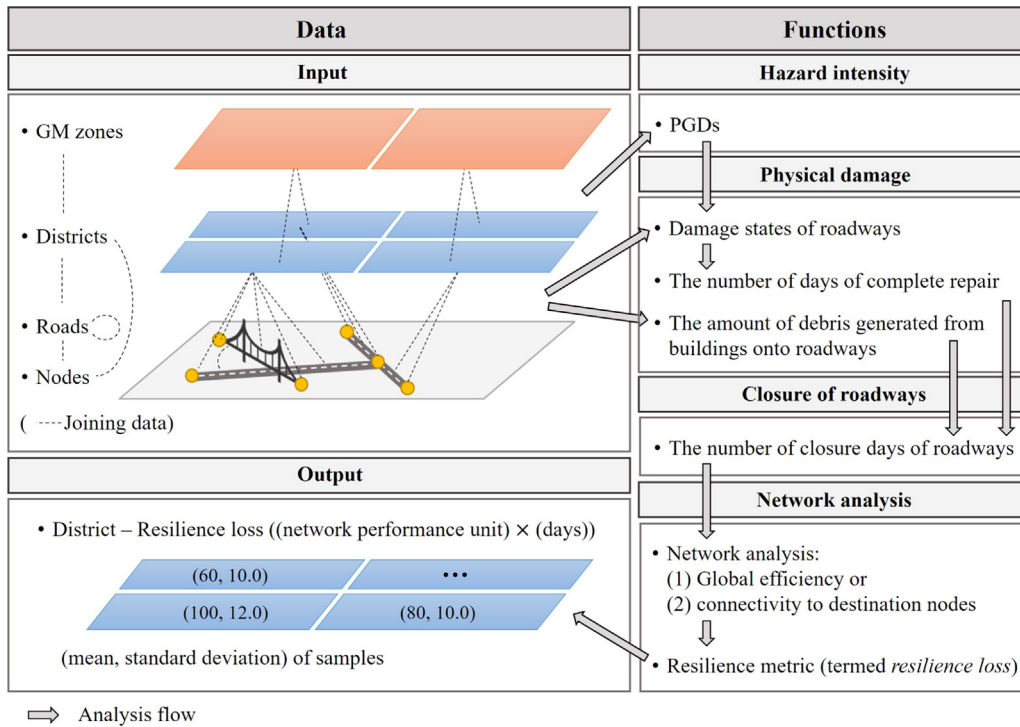 Data
Input
• GM zones
• Districts
• Roads
• Nodes
( ----Joining data)
Output
• District – Resilience loss ((network performance unit) × (days))
(60, 10.0)
•••
(100, 12.0)
(80, 10.0)
(mean, standard deviation) of samples
Analysis flow
Functions
Hazard intensity
• PGDs
Physical damage
• Damage states of roadways
• The number of days of complete repair
• The amount of debris generated from
buildings onto roadways
Closure of roadways
• The number of closure days of roadways
Network analysis
• Network analysis:
(1) Global efficiency or
(2) connectivity to destination nodes
• Resilience metric (termed resilience loss)